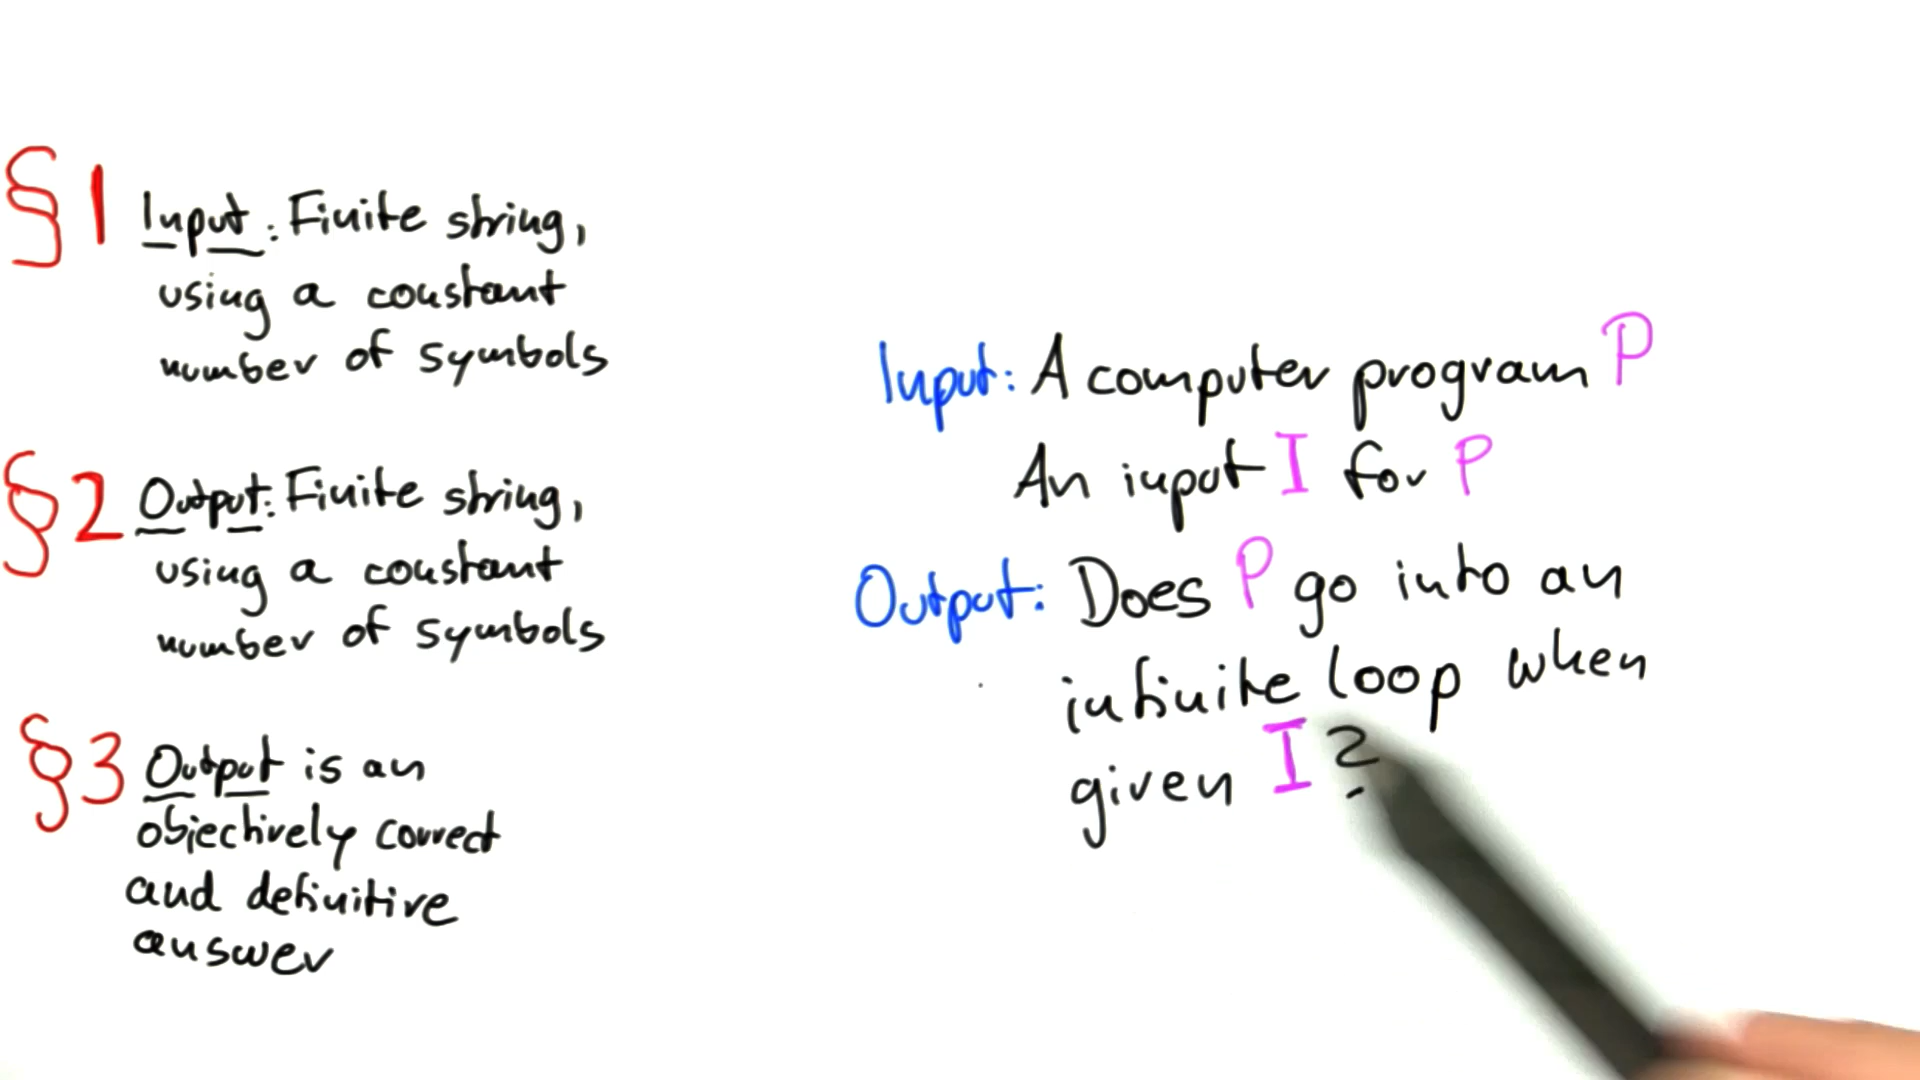 §1 Input: Finite string,
using a constant
number of symbols
§2 Output: Finite string,
using a constant
number of symbols
§3 Output is an
objectively correct
and definitive
answer
Input: A computer program P
An input I for P
Output: Does P go into an
infinite loop when
given I?